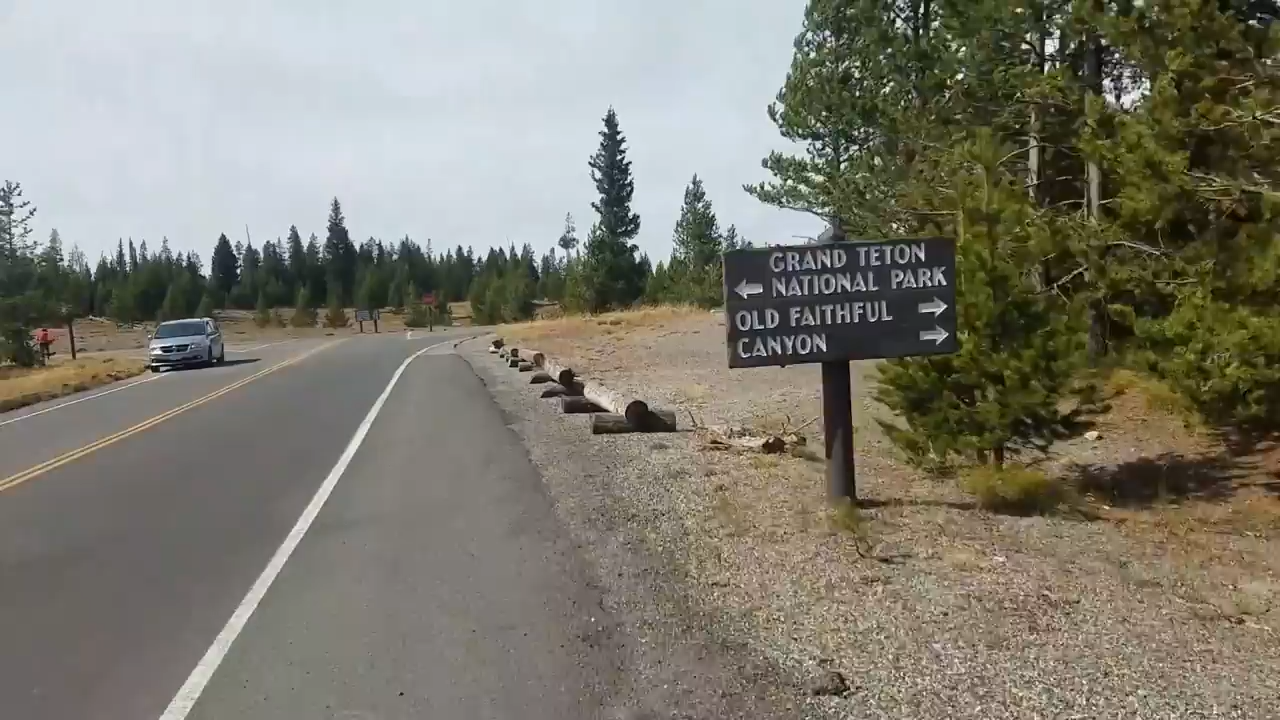 GRAND TETON
← NATIONAL PARK
OLD FAITHFUL →
CANYON →